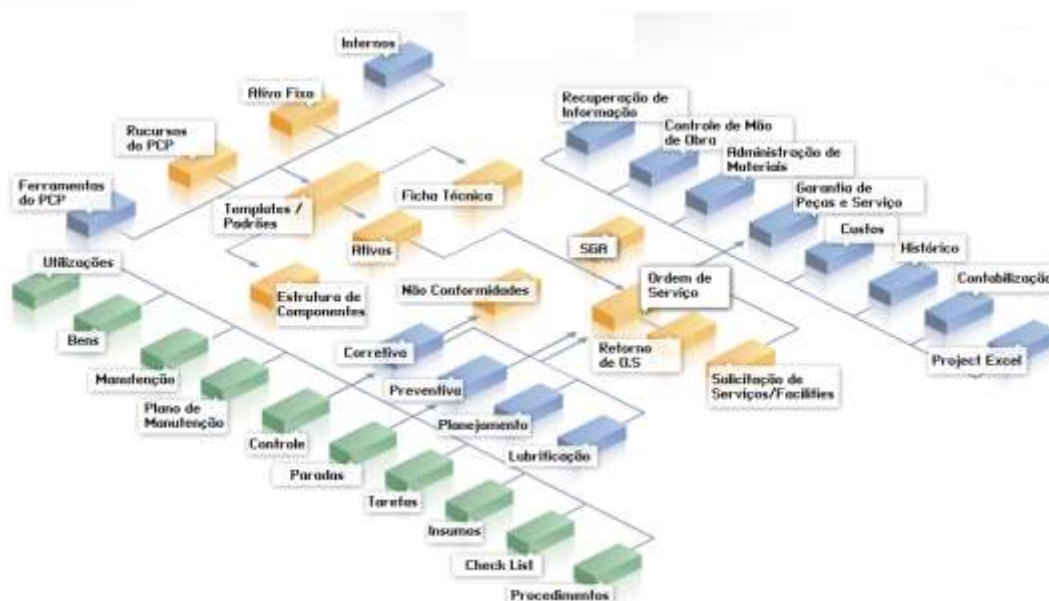 Internos
Ativo Fixo
Rucursos
do PCP
Ferramentas
do PCP
Templates /
Padrões
Ficha Técnica
Ativos
Estrutura de
Componentes
Recuperação de
Informação
Controle de Mão
de Obra
Administração de
Materiais
Garantia de
Peças e Serviço
Custos
Histórico
Contabilização
Project Excel
SGA
Ordem de
Serviço
Não Conformidades
Retorno
de O.S
Solicitação de
Serviços/Facilities
Corretiva
Preventiva
Planejamento
Lubrificação
Utilizações
Bens
Manutenção
Plano de
Manutenção
Controle
Paradas
Tarefas
Insumos
Check List
Procedimentos